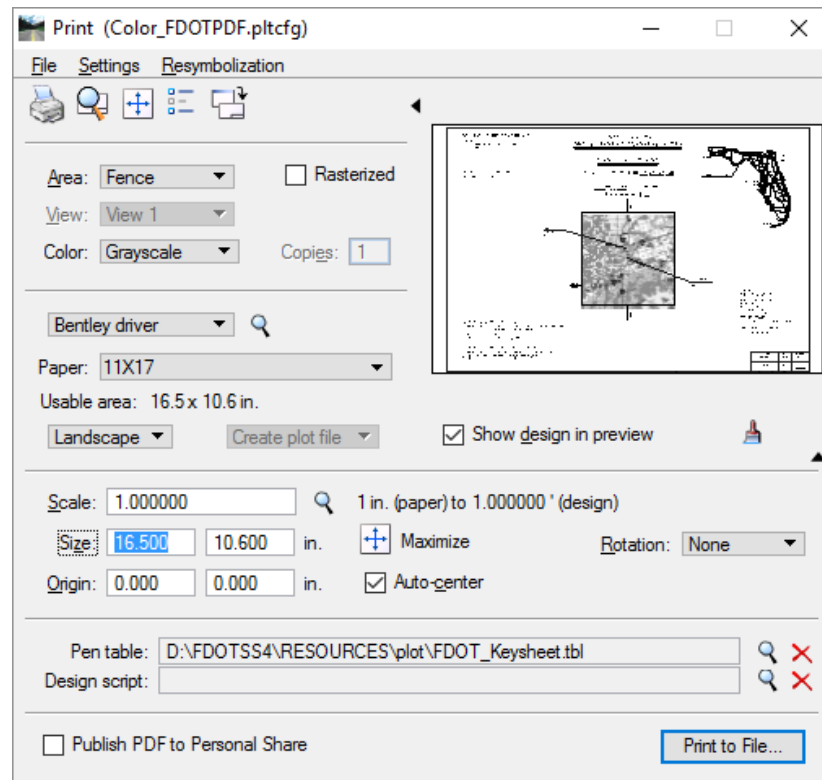 Print (Color_FDOTPDF.pltcfg)
File Settings Resymbolization
Area: Fence Rasterized
View: View 1
Color: Grayscale Copies: 1
Bentley driver
Paper: 11X17
Usable area: 16.5 x 10.6 in.
Landscape Create plot file Show design in preview
Scale: 1.000000 1 in. (paper) to 1.000000 ' (design)
Size: 16.500 10.600 in. Maximize Rotation: None
Origin: 0.000 0.000 in. Auto-center
Pen table: D:\FDOTSS4\RESOURCES\plot\FDOT_Keysheet.tbl
Design script:
Publish PDF to Personal Share Print to File...